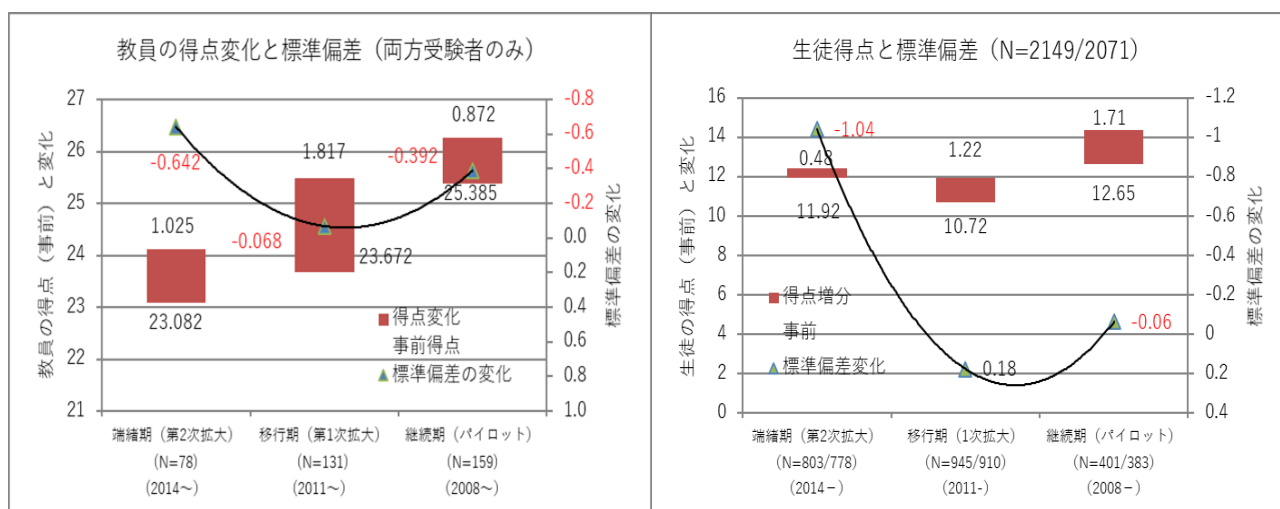 教員の得点変化と標準偏差（両方受験者のみ）
教員の得点（事前）と変化
27
26
25
24
23
22
21
-0.8
-0.6
-0.4
-0.2
0.0
0.2
0.4
0.6
0.8
1.0
標準偏差の変化
0.872
1.817
-0.392
-0.642
25.385
1.025
-0.068
23.672
23.082
得点変化
事前得点
標準偏差の変化
端緒期（第2次拡大）
(N=78)
(2014～)
移行期（第1次拡大）
(N=131)
(2011～)
継続期（パイロット）
(N=159)
(2008～)
生徒得点と標準偏差（N=2149/2071）
生徒の得点（事前）と変化
16
14
12
10
8
6
4
2
0
-1.2
-1
-0.8
-0.6
-0.4
-0.2
0
0.2
0.4
標準偏差の変化
1.71
-1.04
1.22
0.48
12.65
11.92
10.72
得点増分
事前
標準偏差変化
-0.06
0.18
端緒期（第2次拡大）
(N=803/778)
(2014－)
移行期（1次拡大）
(N=945/910)
(2011-)
継続期（パイロット）
(N=401/383)
(2008－)